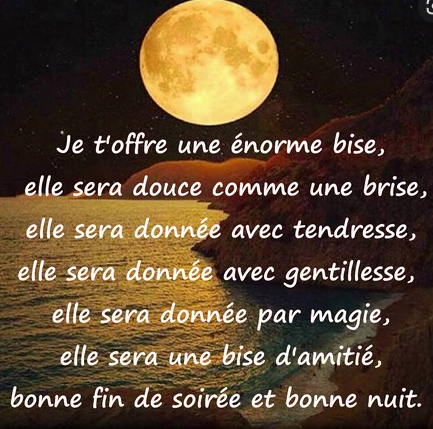 Je t'offre une énorme bise,
elle sera douce comme une brise,
elle sera donnée avec tendresse,
elle sera donnée avec gentillesse,
elle sera donnée par magie,
elle sera une bise d'amitié,
bonne fin de soirée et bonne nuit.